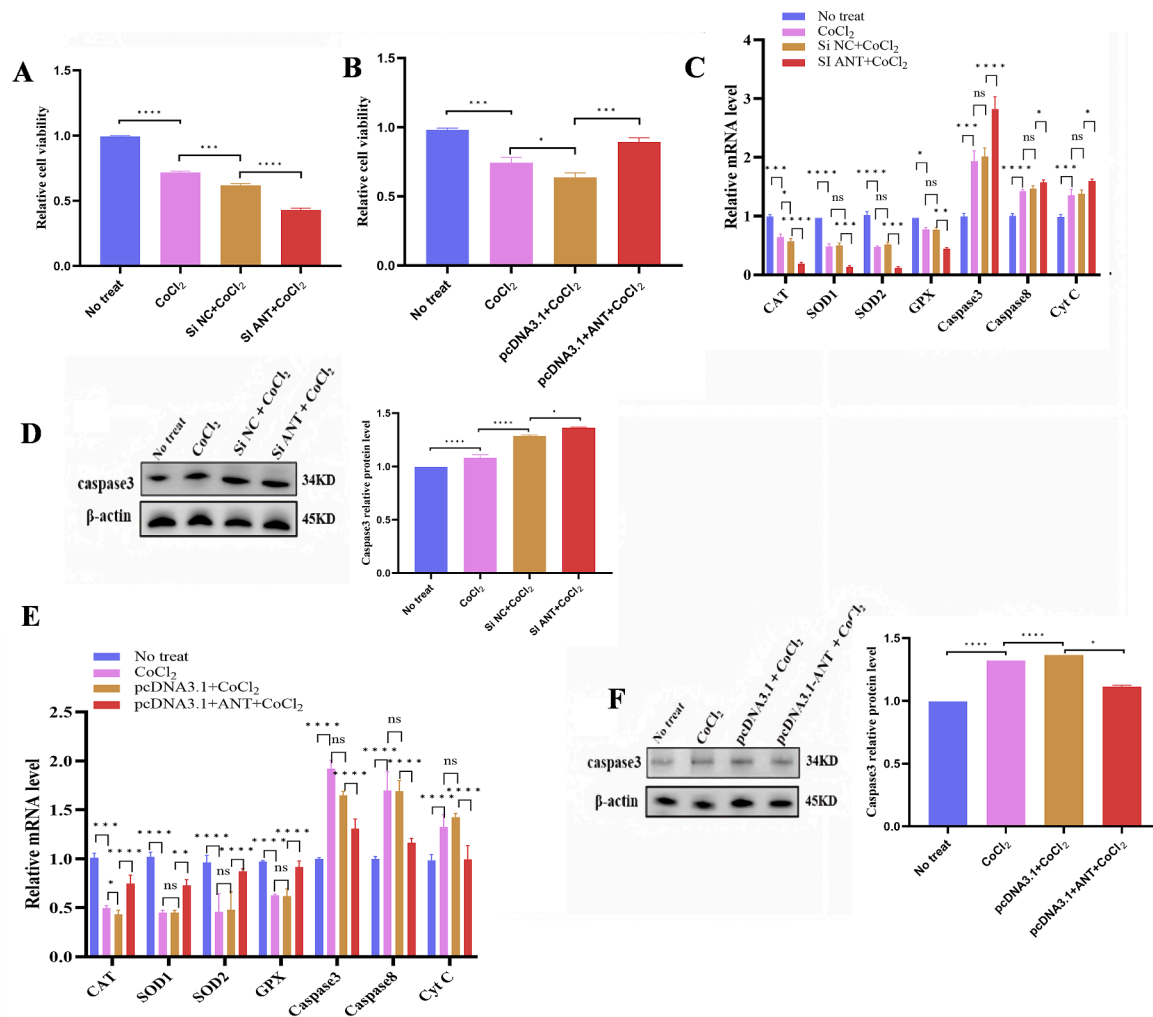 A
Relative cell viability
1.5
1.0
0.5
0.0
****
***
****
No treat
CoCl₂
Si NC+CoCl₂
SI ANT+CoCl₂
B
Relative cell viability
1.5
1.0
0.5
0.0
***
*
***
No treat
CoCl₂
pcDNA3.1+CoCl₂
pcDNA3.1+ANT+CoCl₂
C
No treat
CoCl₂
Si NC+CoCl₂
SI ANT+CoCl₂
Relative mRNA level
4
3
2
1
0
***
*
****
****
ns
***
****
ns
***
*
ns
**
***
ns
****
****
ns
*
***
ns
*
CAT
SOD1
SOD2
GPX
Caspase3
Caspase8
Cyt C
D
No treat
CoCl₂
Si NC + CoCl₂
Si ANT + CoCl₂
caspase3
34KD
β-actin
45KD
Caspase3 relative protein level
1.5
1.0
0.5
0.0
****
****
*
No treat
CoCl₂
SI NC+CoCl₂
SI ANT+CoCl₂
E
No treat
CoCl₂
pcDNA3.1+CoCl₂
pcDNA3.1+ANT+CoCl₂
Relative mRNA level
2.5
2.0
1.5
1.0
0.5
0.0
***
****
*
****
**
ns
****
****
ns
****
****
ns
****
ns
****
****
ns
****
****
ns
****
CAT
SOD1
SOD2
GPX
Caspase3
Caspase8
Cyt C
F
No treat
CoCl₂
pcDNA3.1 + CoCl₂
pcDNA3.1-ANT + CoCl₂
caspase3
34KD
β-actin
45KD
Caspase3 relative protein level
1.5
1.0
0.5
0.0
****
****
*
No treat
CoCl₂
pcDNA3.1+CoCl₂
pcDNA3.1+ANT+CoCl₂